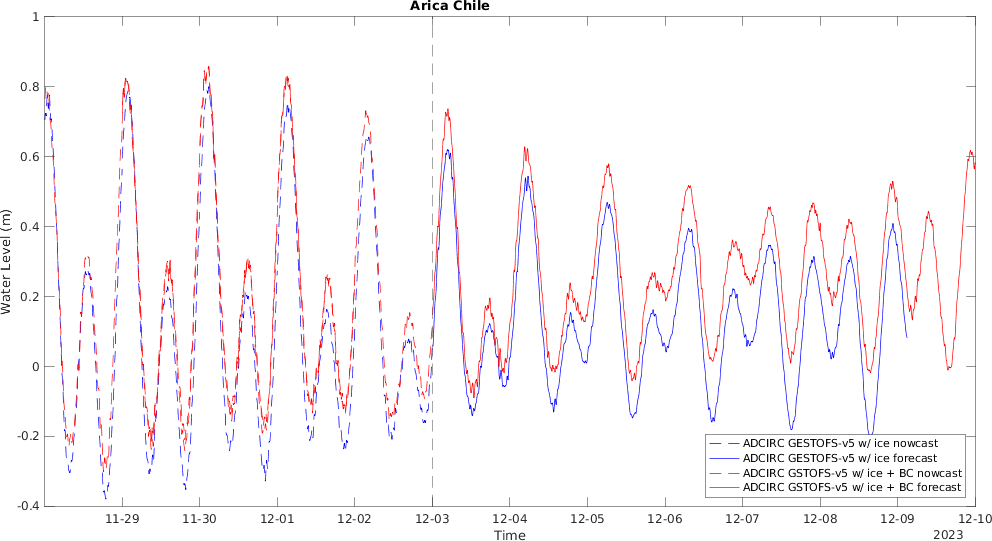 Arica Chile
1
0.8
0.6
0.4
0.2
0
-0.2
-0.4
Water Level (m)
ADCIRC GESTOFS-v5 w/ ice nowcast
ADCIRC GESTOFS-v5 w/ ice forecast
ADCIRC GSTOFS-v5 w/ ice + BC nowcast
ADCIRC GSTOFS-v5 w/ ice + BC forecast
11-29 11-30 12-01 12-02 12-03 12-04 12-05 12-06 12-07 12-08 12-09 12-10
Time
2023